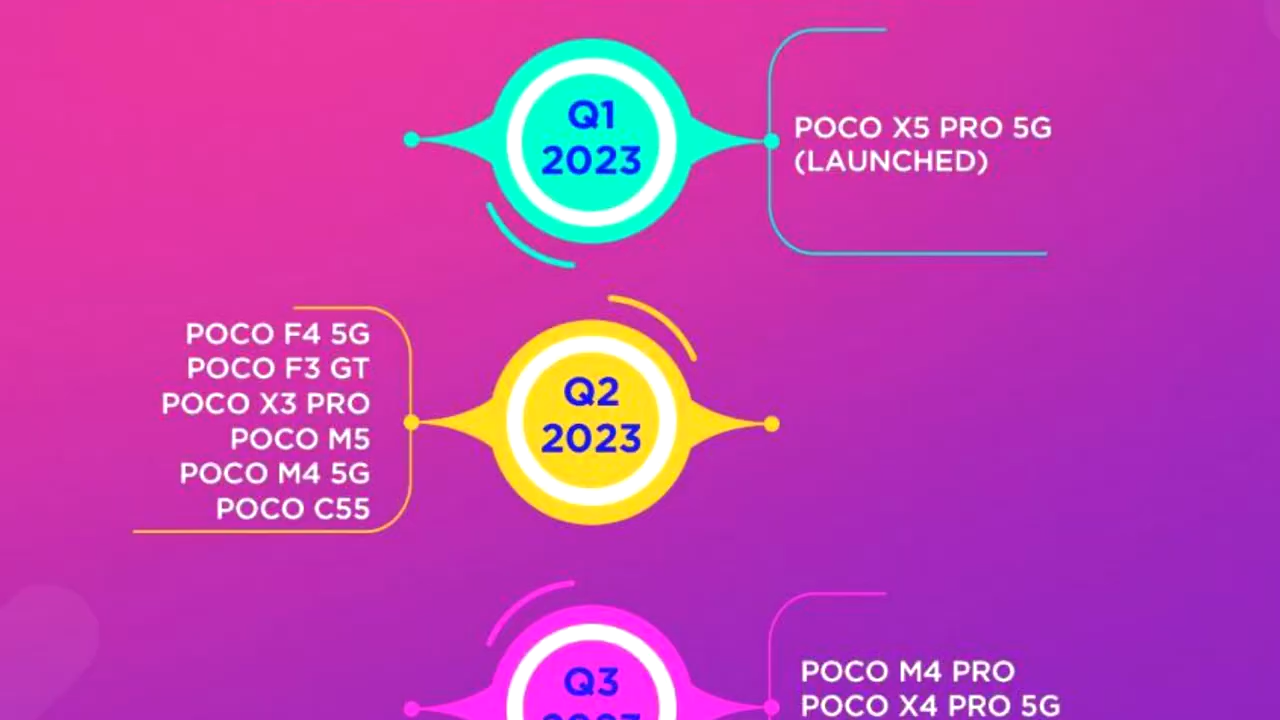 Q1
2023
POCO X5 PRO 5G
(LAUNCHED)
POCO F4 5G
POCO F3 GT
POCO X3 PRO
POCO M5
POCO M4 5G
POCO C55
Q2
2023
Q3
2023
POCO M4 PRO
POCO X4 PRO 5G